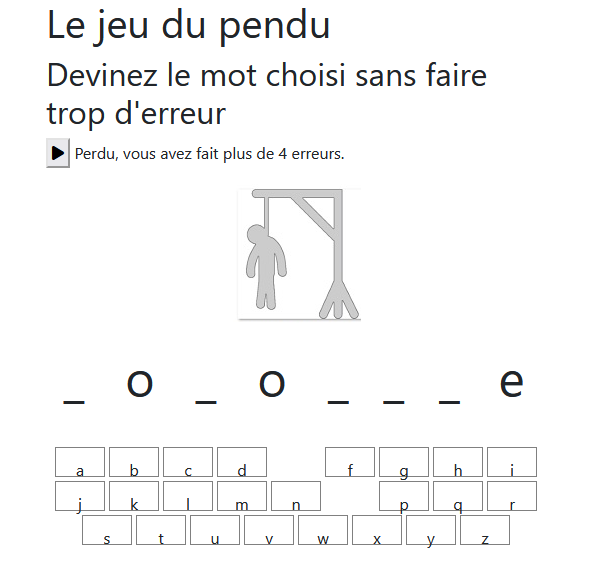 Le jeu du pendu
Devinez le mot choisi sans faire
trop d'erreur
Perdu, vous avez fait plus de 4 erreurs.
_ o _ o _ _ _ e
a b c d f g h i
j k l m n p q r
s t u v w x y z